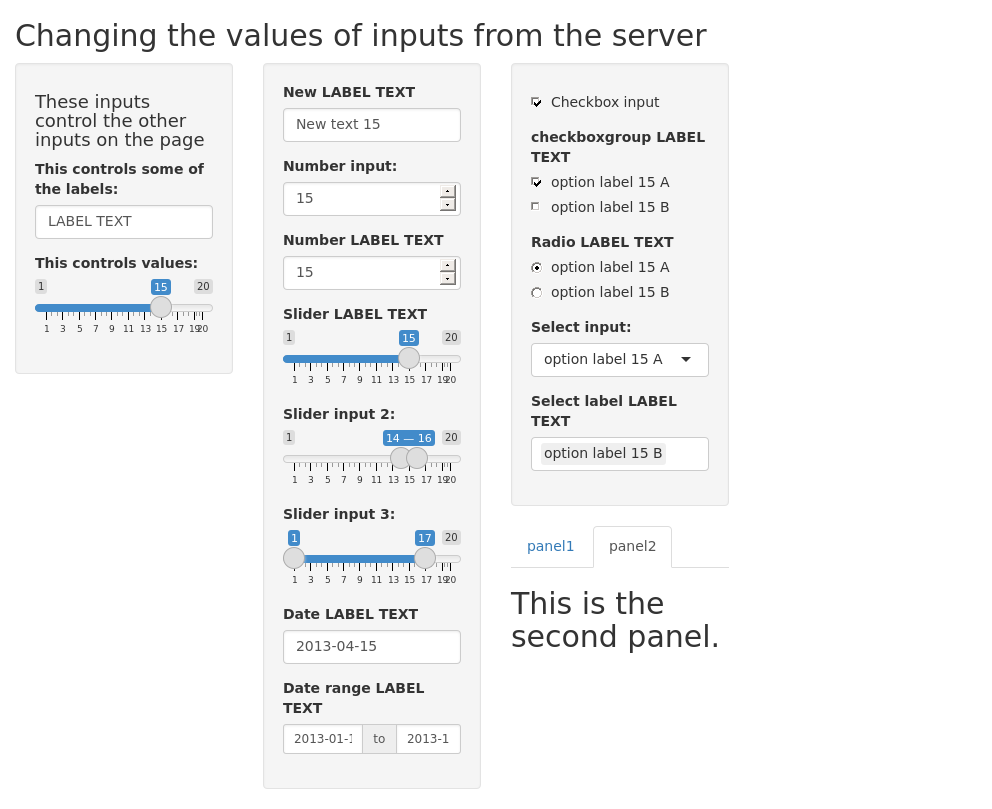 Changing the values of inputs from the server
These inputs
control the other
inputs on the page
This controls some of
the labels:
LABEL TEXT
This controls values:
1 15 20
1 3 5 7 9 11 13 15 17 19 20
New LABEL TEXT
New text 15
Number input:
15
Number LABEL TEXT
15
Slider LABEL TEXT
1 15 20
1 3 5 7 9 11 13 15 17 19 20
Slider input 2:
1 14 — 16 20
1 3 5 7 9 11 13 15 17 19 20
Slider input 3:
1 17 20
1 3 5 7 9 11 13 15 17 19 20
Date LABEL TEXT
2013-04-15
Date range LABEL
TEXT
2013-01-1 to 2013-1
Checkbox input
checkboxgroup LABEL
TEXT
option label 15 A
option label 15 B
Radio LABEL TEXT
option label 15 A
option label 15 B
Select input:
option label 15 A
Select label LABEL
TEXT
option label 15 B
panel1 panel2
This is the
second panel.